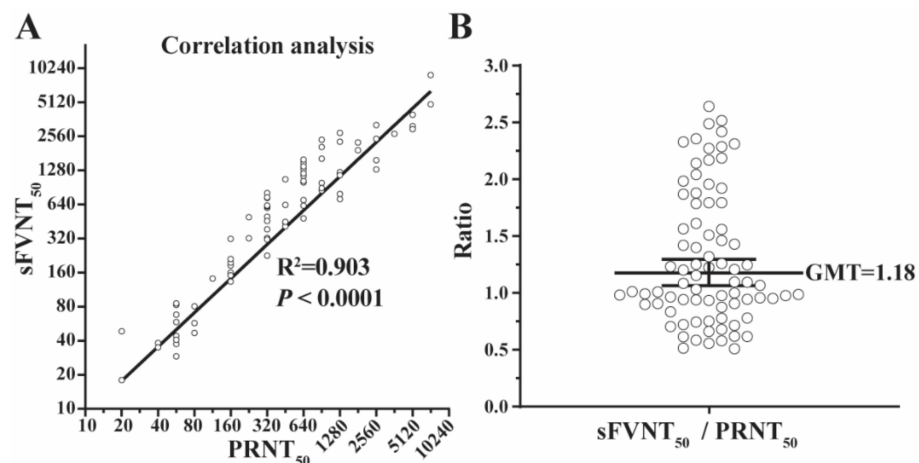 A
Correlation analysis
10240
5120
2560
1280
640
320
160
80
40
20
10
sFVNT50
R²=0.903
P < 0.0001
10 20 40 80 160 320 640 1280 2560 5120 10240
PRNT50
B
3.0
2.5
2.0
1.5
1.0
0.5
0.0
Ratio
GMT=1.18
sFVNT50 / PRNT50